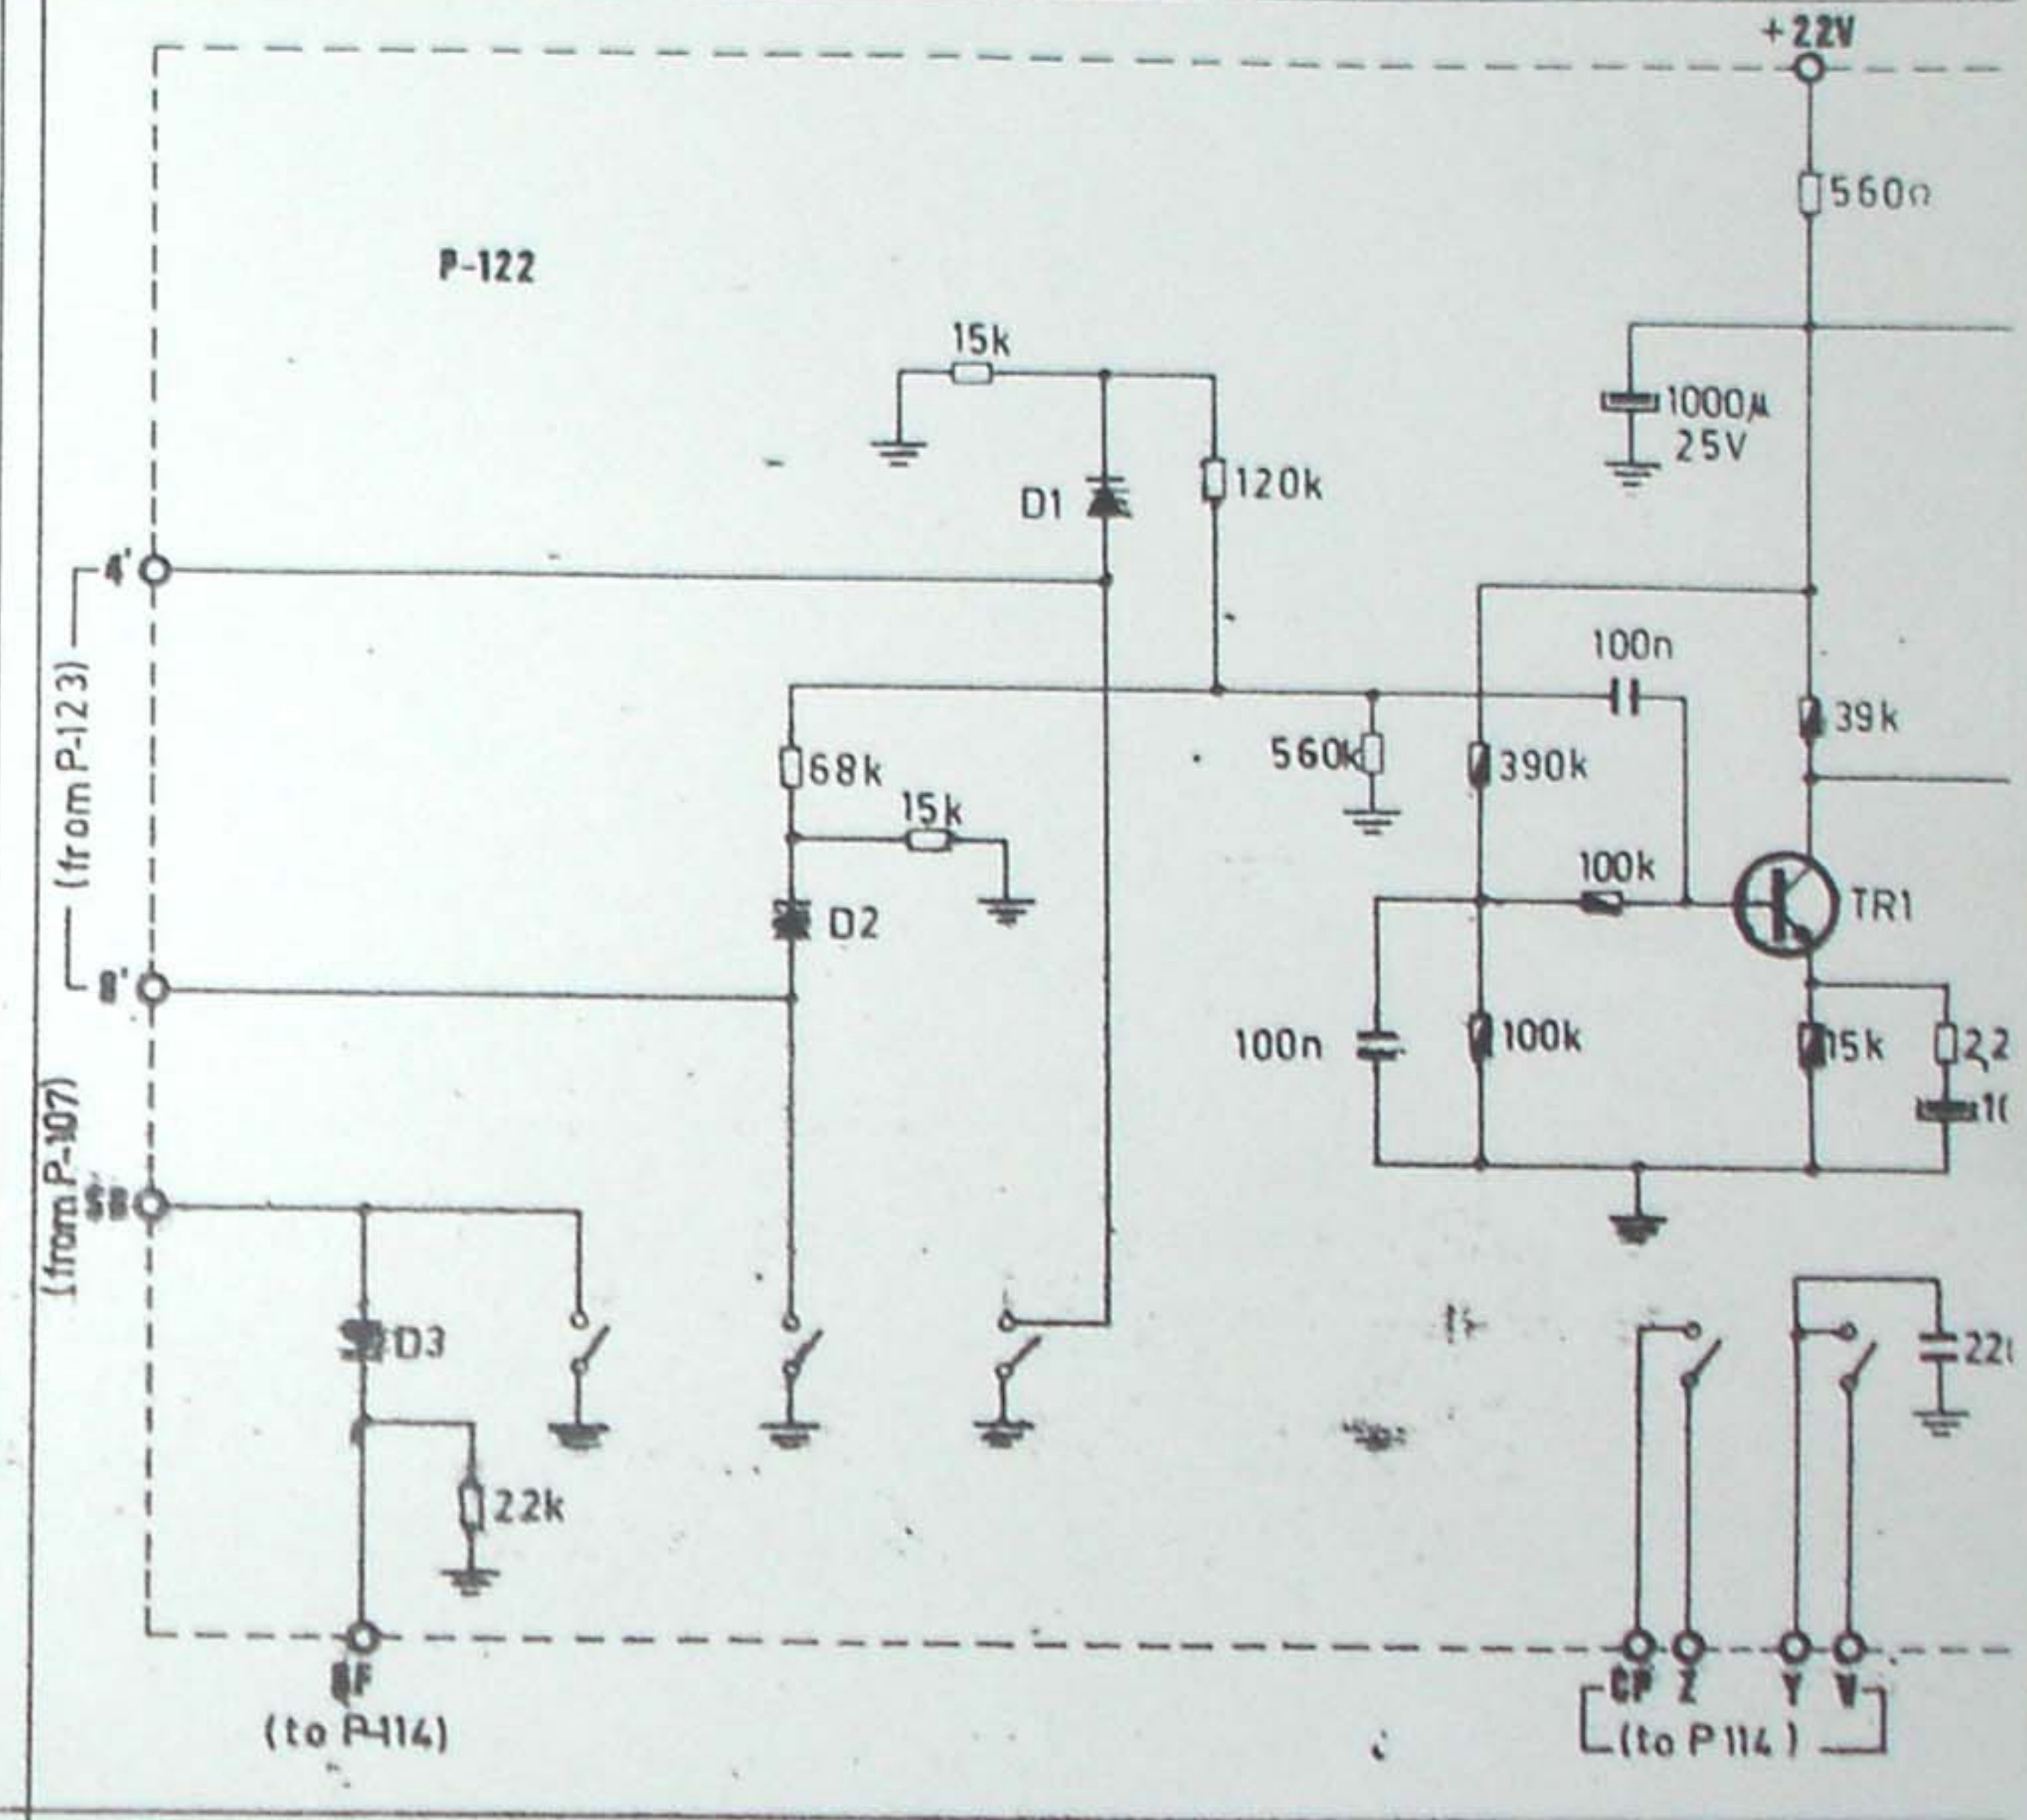 +22V
560Ω
P-122
15k
1000µ
25V
D1
120k
4'
100n
(from P-123)
39k
68k
560k
390k
15k
100k
D2
TR1
8'
100n
100k
15k
2,2
(from P-107)
D3
22k
(to P-114)
CP Z Y
(to P114)